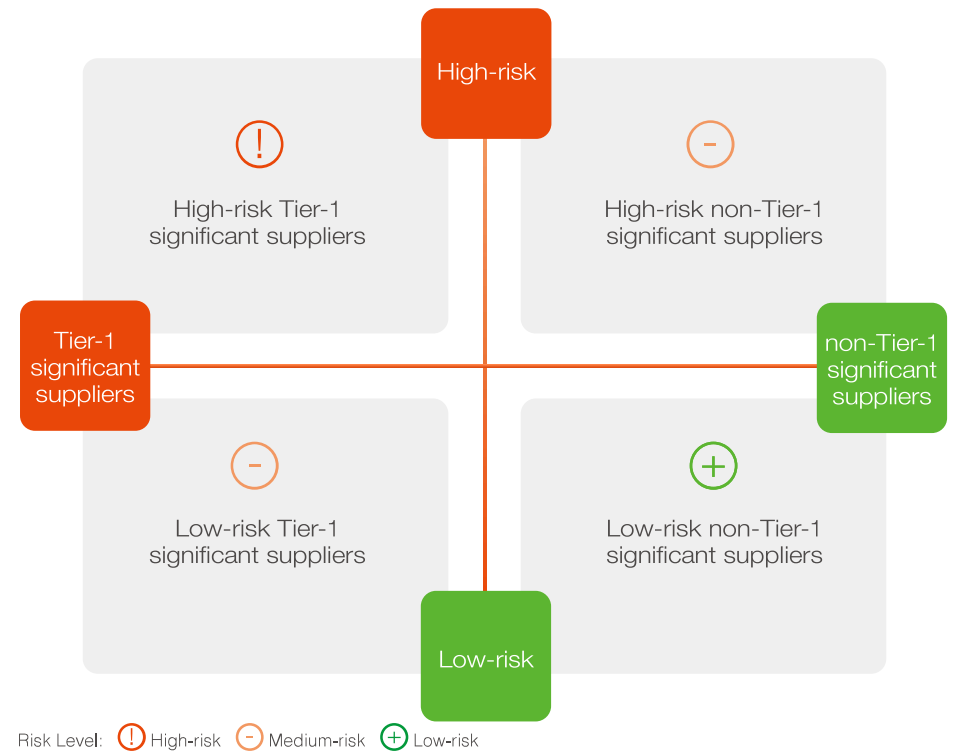 High-risk
!
-
High-risk Tier-1
significant suppliers
High-risk non-Tier-1
significant suppliers
Tier-1
significant
suppliers
non-Tier-1
significant
suppliers
-
+
Low-risk Tier-1
significant suppliers
Low-risk non-Tier-1
significant suppliers
Low-risk
Risk Level: ! High-risk - Medium-risk + Low-risk